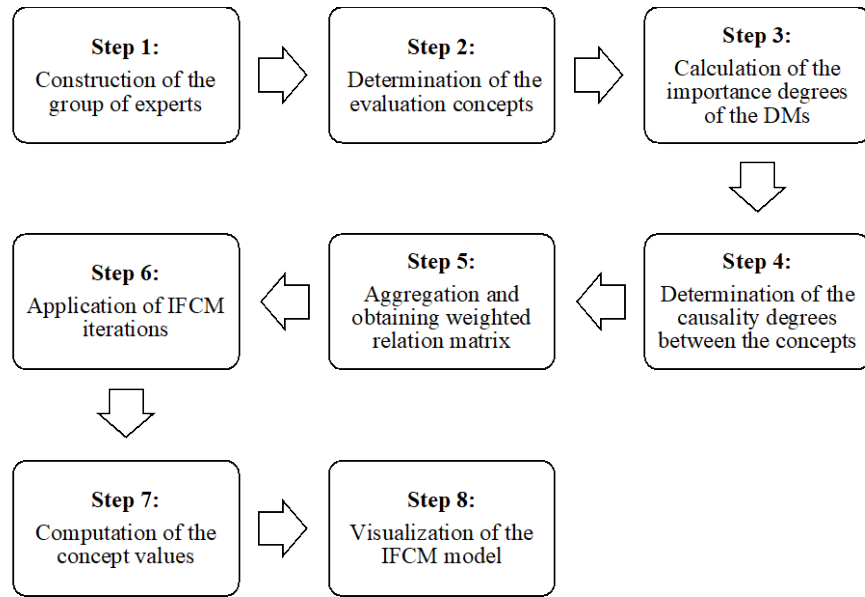 Step 1:
Construction of the
group of experts
Step 2:
Determination of the
evaluation concepts
Step 3:
Calculation of the
importance degrees
of the DMs
Step 4:
Determination of the
causality degrees
between the concepts
Step 5:
Aggregation and
obtaining weighted
relation matrix
Step 6:
Application of IFCM
iterations
Step 7:
Computation of the
concept values
Step 8:
Visualization of the
IFCM model